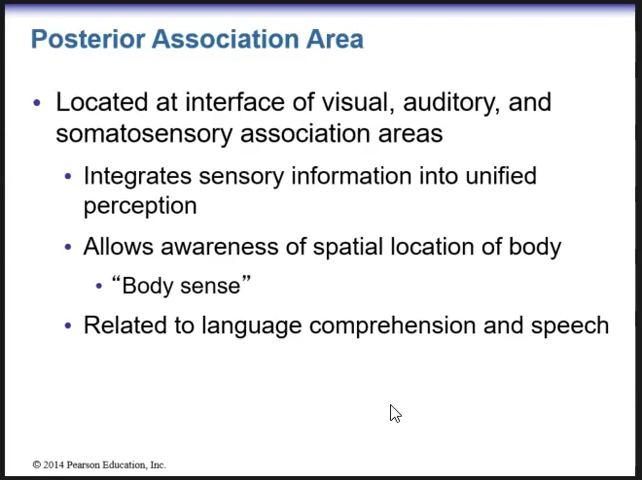 Posterior Association Area
• Located at interface of visual, auditory, and
somatosensory association areas
• Integrates sensory information into unified
perception
• Allows awareness of spatial location of body
• “Body sense”
• Related to language comprehension and speech
© 2014 Pearson Education, Inc.